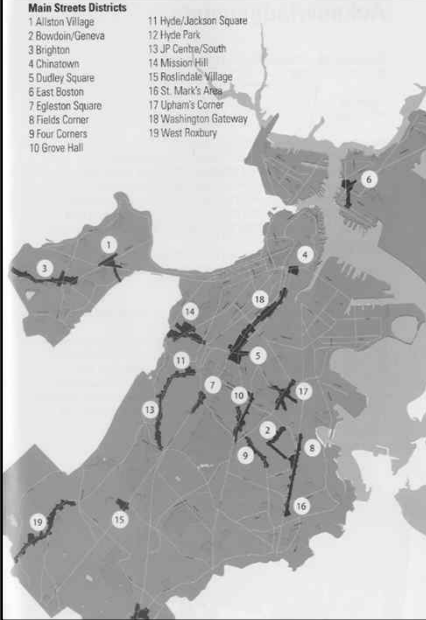 Main Streets Districts
1 Allston Village
2 Bowdoin/Geneva
3 Brighton
4 Chinatown
5 Dudley Square
6 East Boston
7 Egleston Square
8 Fields Corner
9 Four Corners
10 Grove Hall
11 Hyde/Jackson Square
12 Hyde Park
13 JP Centre/South
14 Mission Hill
15 Roslindale Village
16 St. Mark's Area
17 Upham's Corner
18 Washington Gateway
19 West Roxbury
6
1
4
3
18
14
5
11
7
17
10
13
2
8
9
16
19
15